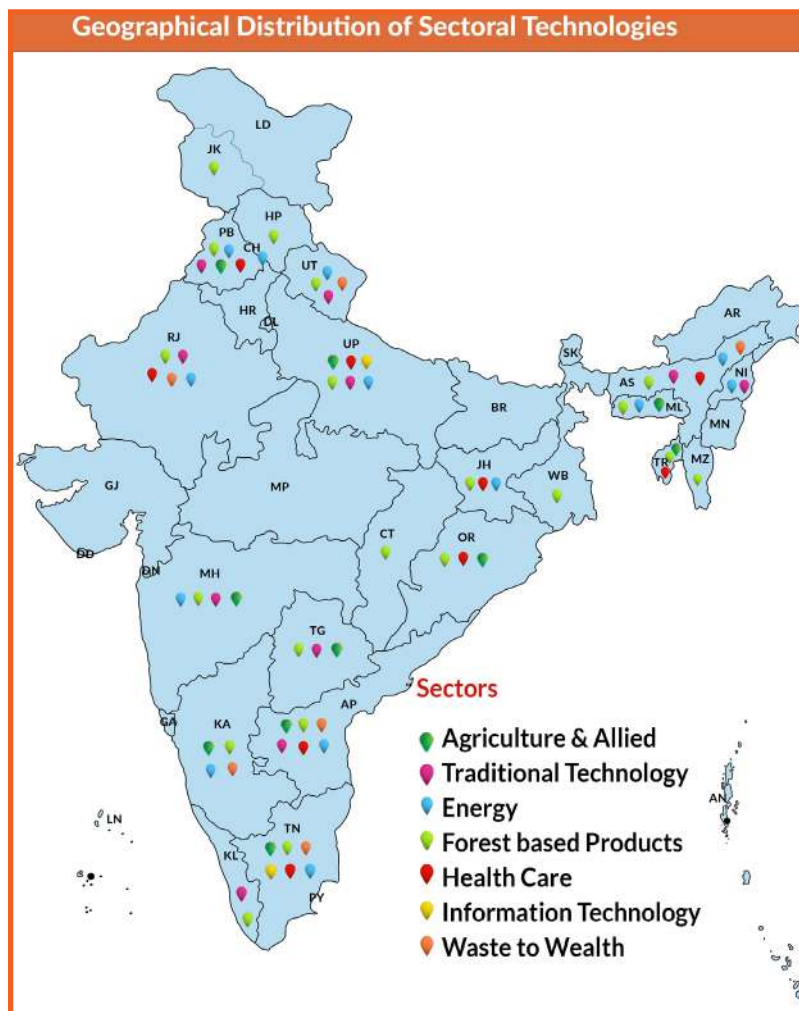 Geographical Distribution of Sectoral Technologies
LD
JK
HP
PB
CH
UT
HR
DL
RJ
UP
AR
SK
AS
NI
ML
MN
BR
TR
MZ
GJ
MP
JH
WB
CT
OR
DD
DN
MH
TG
Sectors
AP
GA
KA
Agriculture & Allied
Traditional Technology
Energy
AN
LN
TN
Forest based Products
KL
Health Care
PY
Information Technology
Waste to Wealth